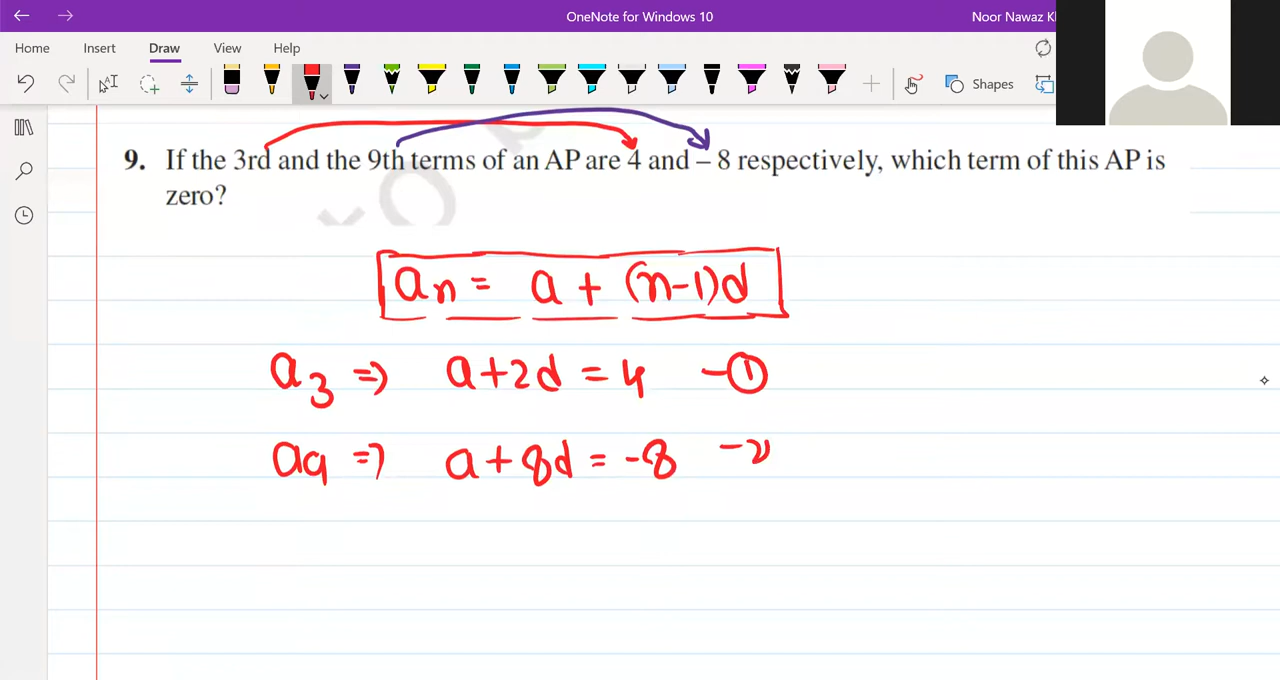 OneNote for Windows 10
Noor Nawaz
Home Insert Draw View Help
Shapes
9. If the 3rd and the 9th terms of an AP are 4 and – 8 respectively, which term of this AP is
zero?
an = a + (n-1)d
a3 => a+2d = 4 -①
a9 => a+8d = -8 -2